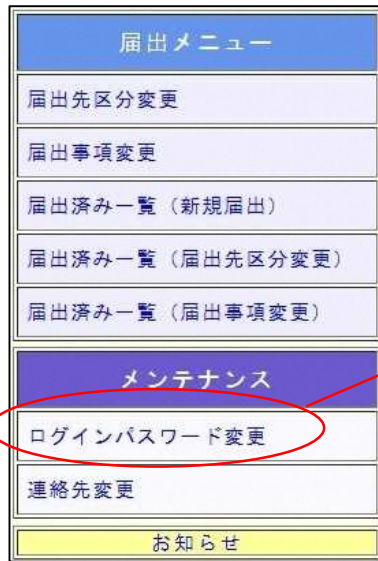 届出メニュー
届出先区分変更
届出事項変更
届出済み一覧（新規届出）
届出済み一覧（届出先区分変更）
届出済み一覧（届出事項変更）
メンテナンス
ログインパスワード変更
連絡先変更
お知らせ